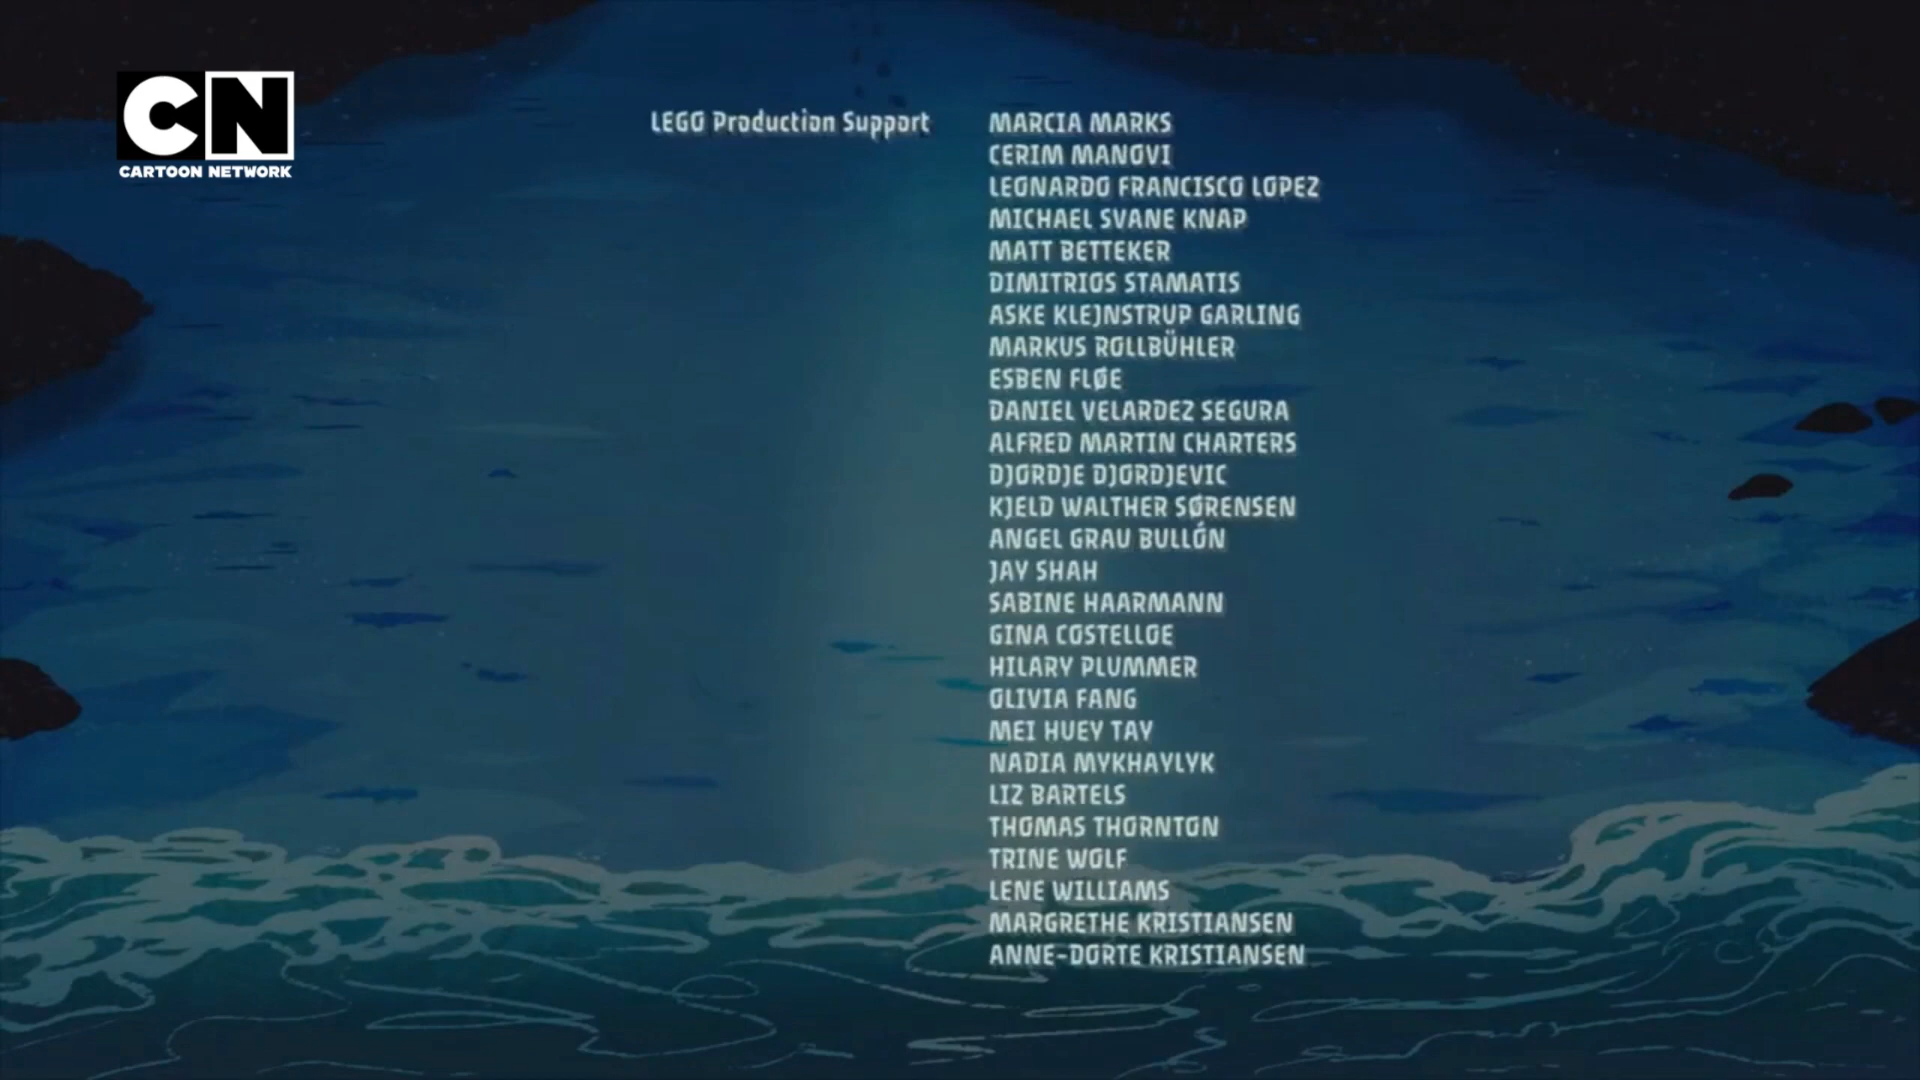 CN
CARTOON NETWORK
LEGO Production Support MARCIA MARKS
CERIM MANOVI
LEONARDO FRANCISCO LOPEZ
MICHAEL SVANE KNAP
MATT BETTEKER
DIMITRIOS STAMATIS
ASKE KLEJNSTRUP GARLING
MARKUS ROLLBÜHLER
ESBEN FLØE
DANIEL VELARDEZ SEGURA
ALFRED MARTIN CHARTERS
DJORDJE DJORDJEVIC
KJELD WALTHER SØRENSEN
ANGEL GRAU BULLÓN
JAY SHAH
SABINE HAARMANN
GINA COSTELLOE
HILARY PLUMMER
OLIVIA FANG
MEI HUEY TAY
NADIA MYKHAYLYK
LIZ BARTELS
THOMAS THORNTON
TRINE WOLF
LENE WILLIAMS
MARGRETHE KRISTIANSEN
ANNE-DORTE KRISTIANSEN